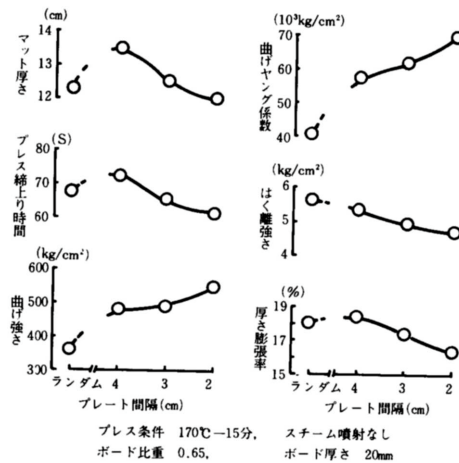 (cm)
マット厚さ
14
13
12
(S)
プレス締上り時間
80
70
60
(kg/cm²)
曲げ強さ
600
500
400
300
ランダム 4 3 2
プレート間隔(cm)
(10³kg/cm²)
曲げヤング係数
70
60
50
40
(kg/cm²)
はく離強さ
6
5
4
(%)
厚さ膨張率
18
15
ランダム 4 3 2
プレート間隔(cm)
プレス条件 170℃―15分, スチーム噴射なし
ボード比重 0.65, ボード厚さ 20mm